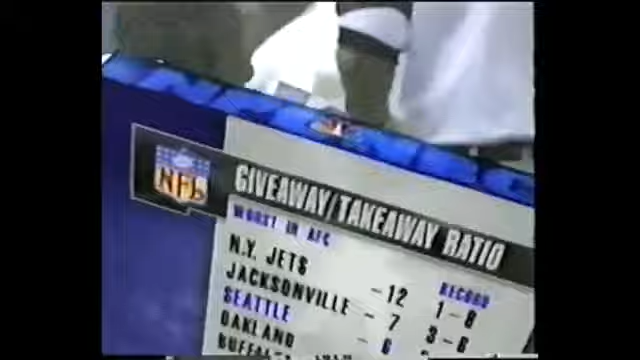 NFL
GIVEAWAY/TAKEAWAY RATIO
WORST IN AFC RECORD
N.Y. JETS -12 1-8
JACKSONVILLE -7 3-6
SEATTLE -6
OAKLAND